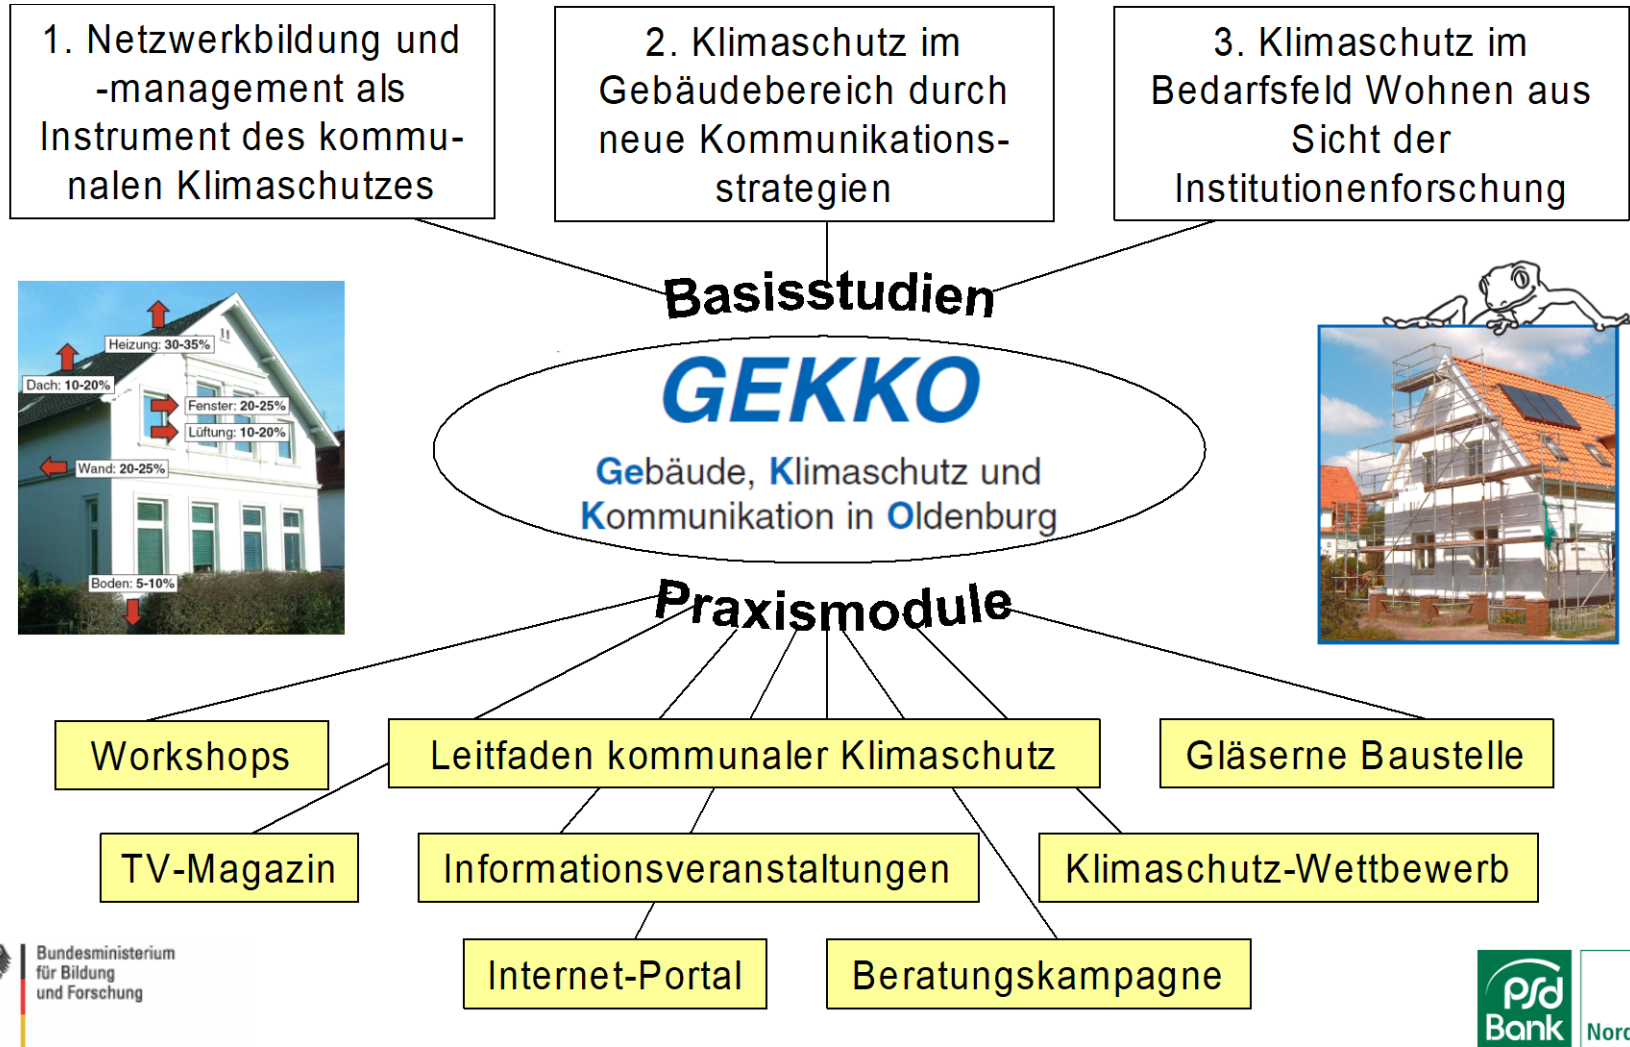 1. Netzwerkbildung und
-management als
Instrument des kommu-
nalen Klimaschutzes
2. Klimaschutz im
Gebäudebereich durch
neue Kommunikations-
strategien
3. Klimaschutz im
Bedarfsfeld Wohnen aus
Sicht der
Institutionenforschung
Basisstudien
Heizung: 30-35%
Dach: 10-20%
Fenster: 20-25%
Lüftung: 10-20%
Wand: 20-25%
Boden: 5-10%
GEKKO
Gebäude, Klimaschutz und
Kommunikation in Oldenburg
Praxismodule
Workshops
Leitfaden kommunaler Klimaschutz
Gläserne Baustelle
TV-Magazin
Informationsveranstaltungen
Klimaschutz-Wettbewerb
Internet-Portal
Beratungskampagne
Bundesministerium
für Bildung
und Forschung
PSD
Bank
Nord